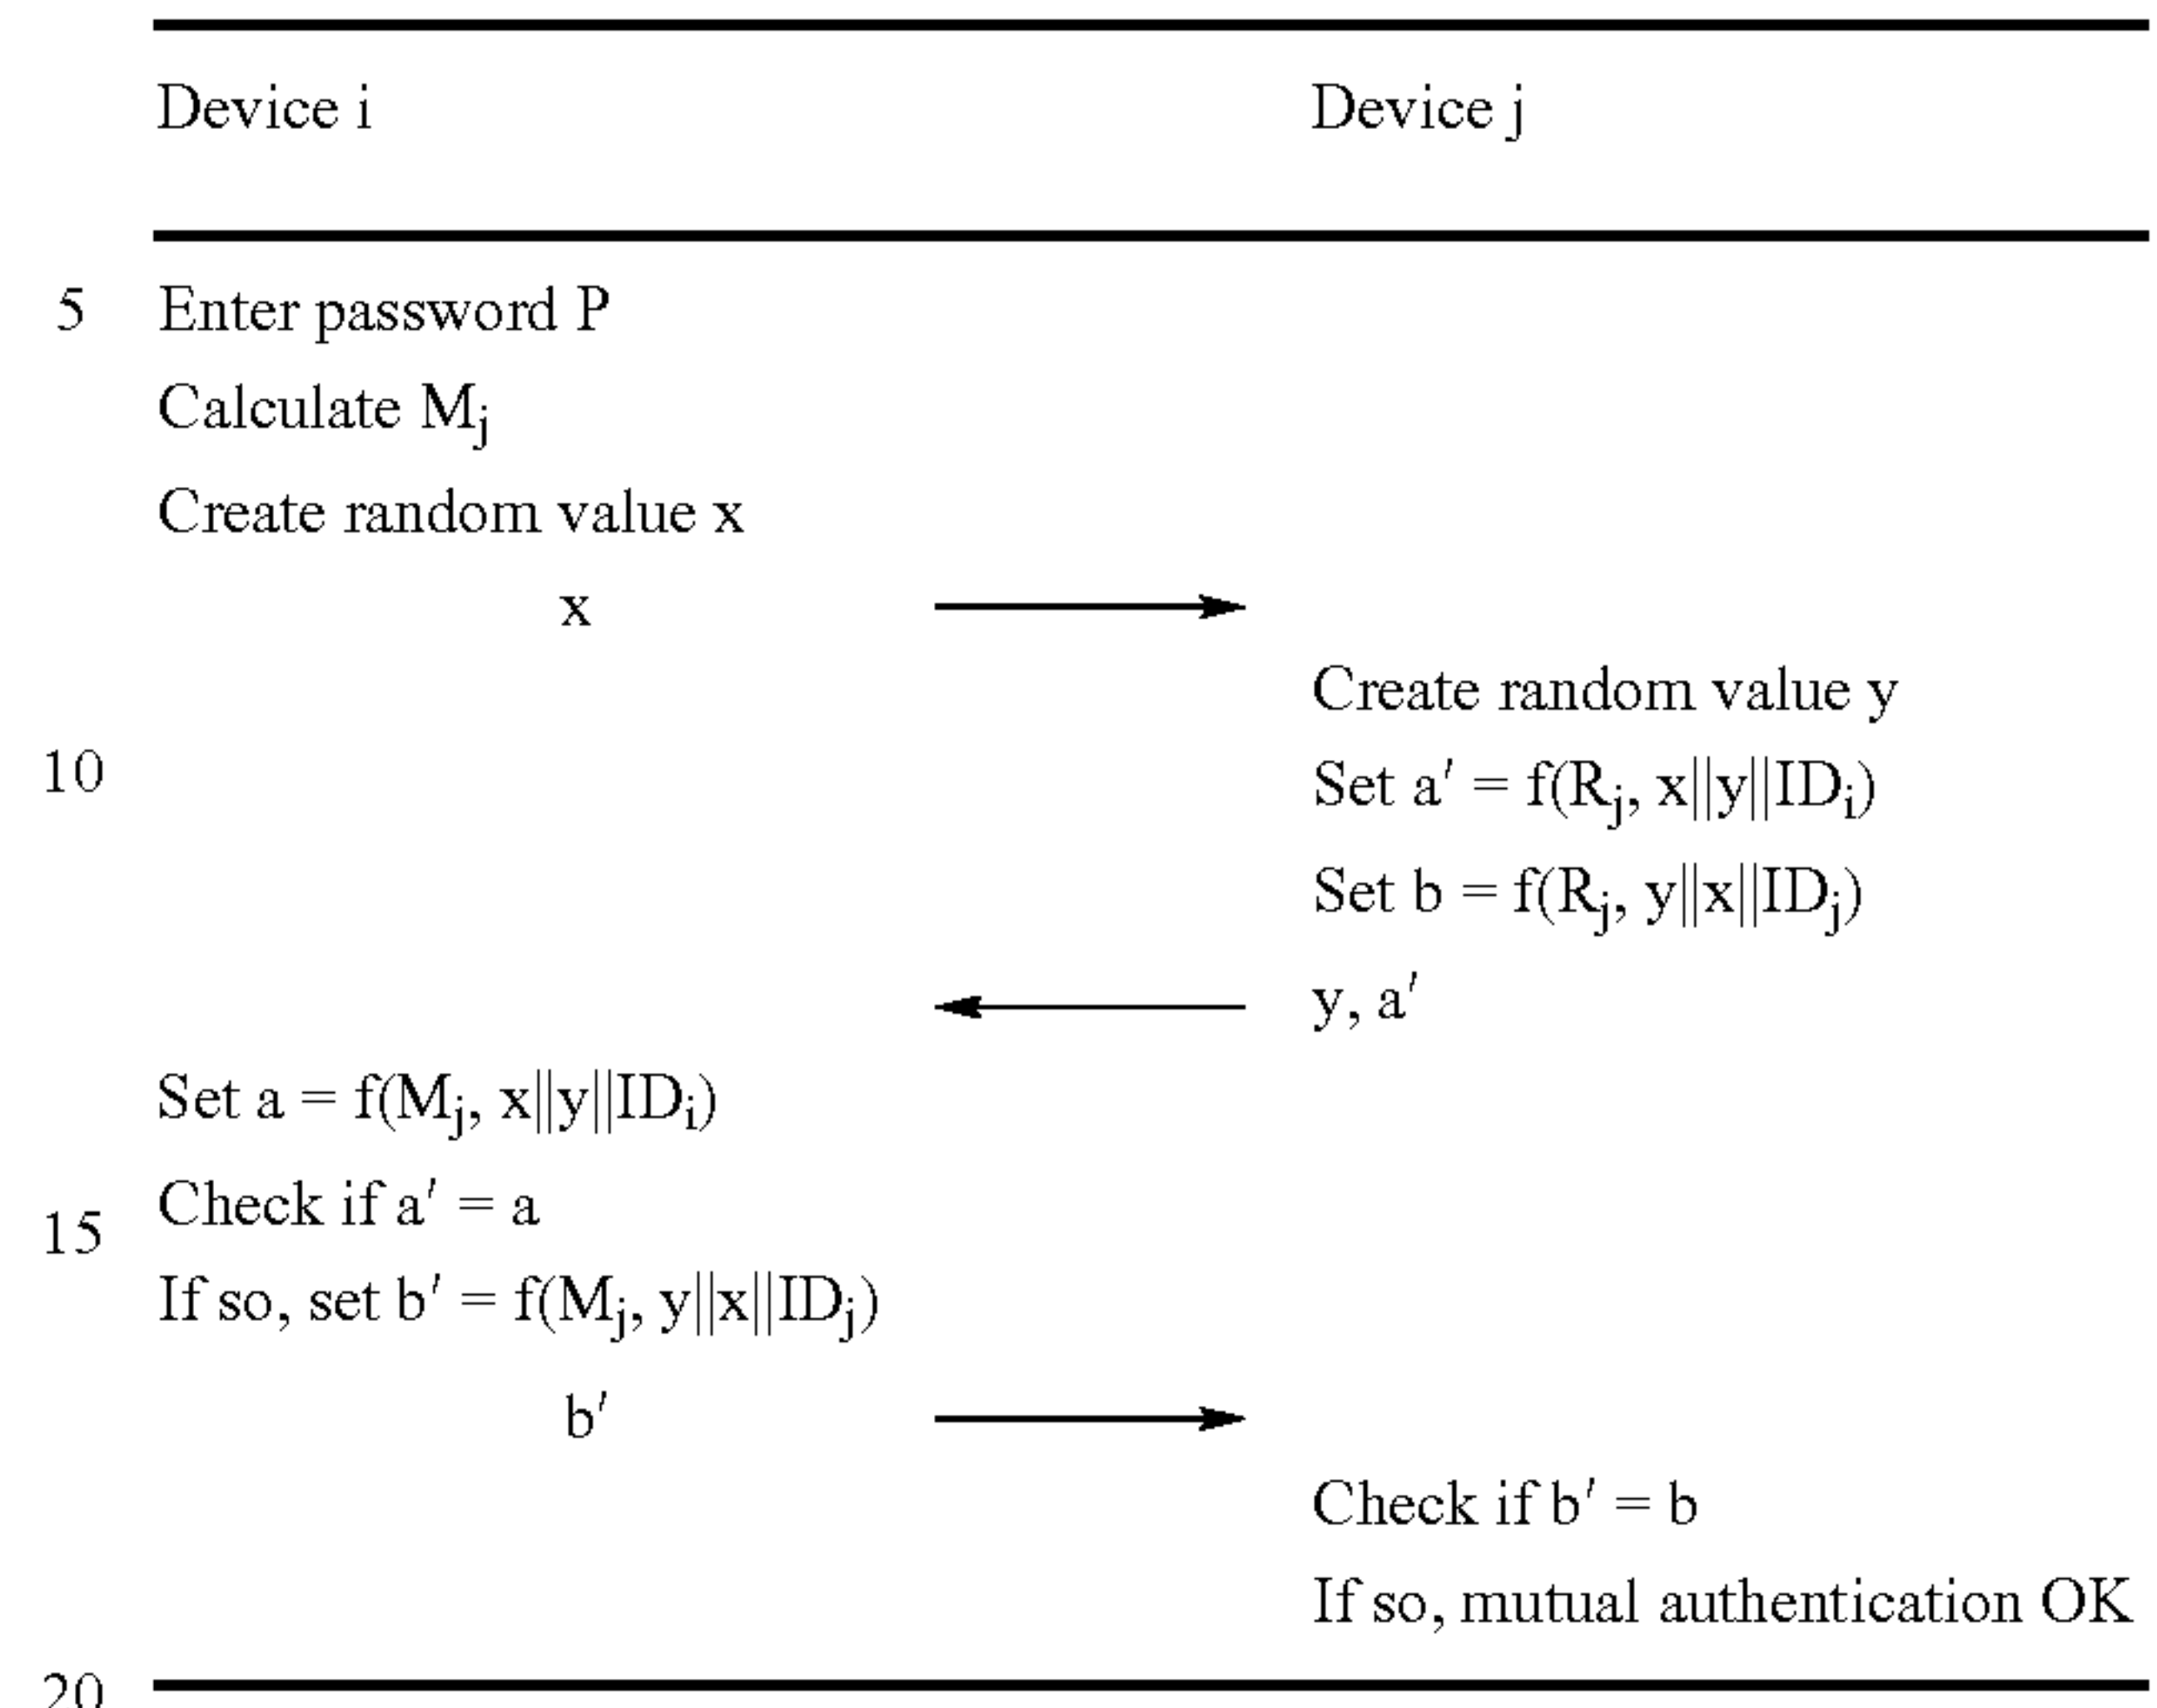 Device i Device j
5 Enter password P
Calculate Mj
Create random value x
x
Create random value y
10
Set a′ = f(Rj, x||y||IDi)
Set b = f(Rj, y||x||IDj)
y, a′
Set a = f(Mj, x||y||IDi)
Check if a′ = a
15
If so, set b′ = f(Mj, y||x||IDj)
b′
Check if b′ = b
If so, mutual authentication OK
20